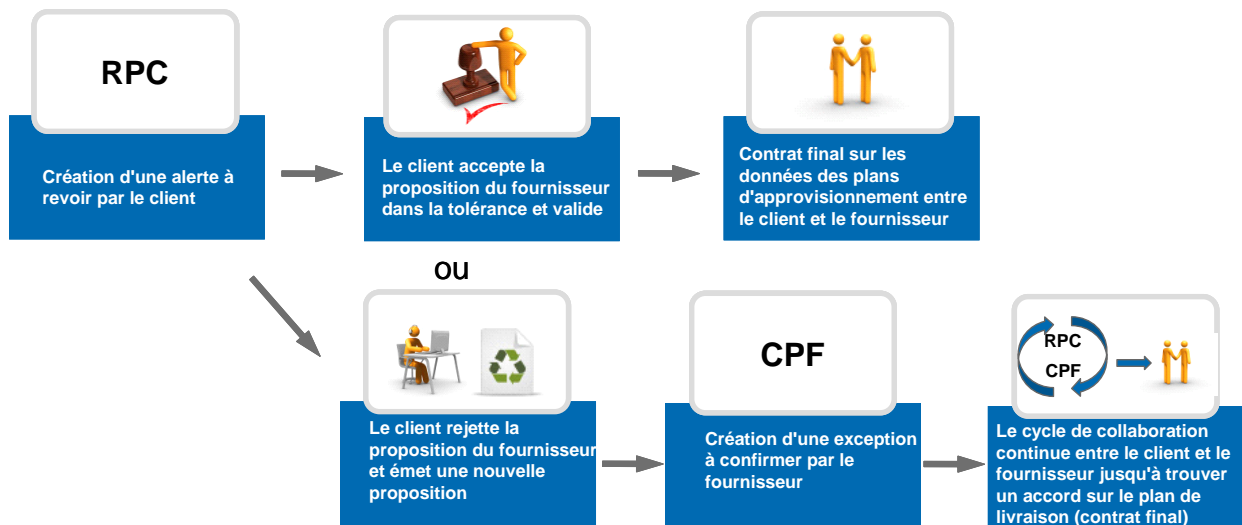 RPC
Création d'une alerte à
revoir par le client
Le client accepte la
proposition du fournisseur
dans la tolérance et valide
Contrat final sur les
données des plans
d'approvisionnement entre
le client et le fournisseur
ou
Le client rejette la
proposition du fournisseur
et émet une nouvelle
proposition
CPF
Création d'une exception
à confirmer par le
fournisseur
RPC
CPF
Le cycle de collaboration
continue entre le client et le
fournisseur jusqu'à trouver
un accord sur le plan de
livraison (contrat final)